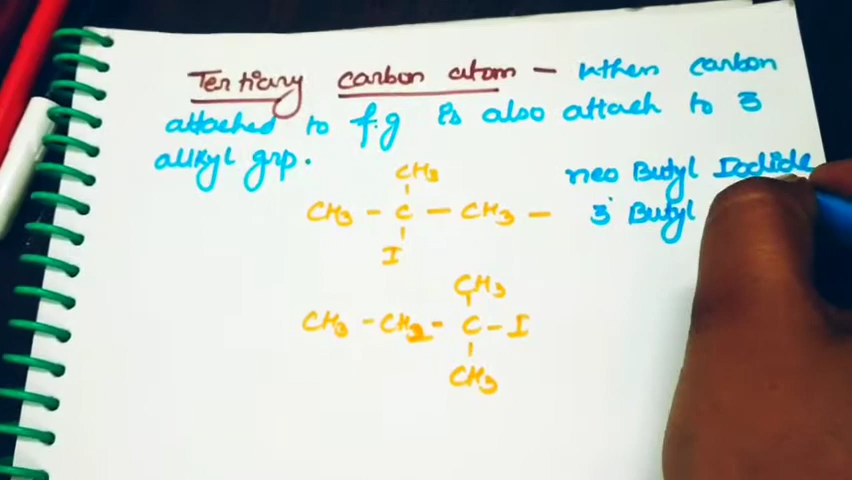 Tertiary carbon atom - When carbon
attached to f.g is also attach to 3
alkyl grp.
CH3
CH3 - C - CH3 - neo Butyl Iodide
I
3° Butyl
CH3
CH3 - CH2 - C - I
CH3